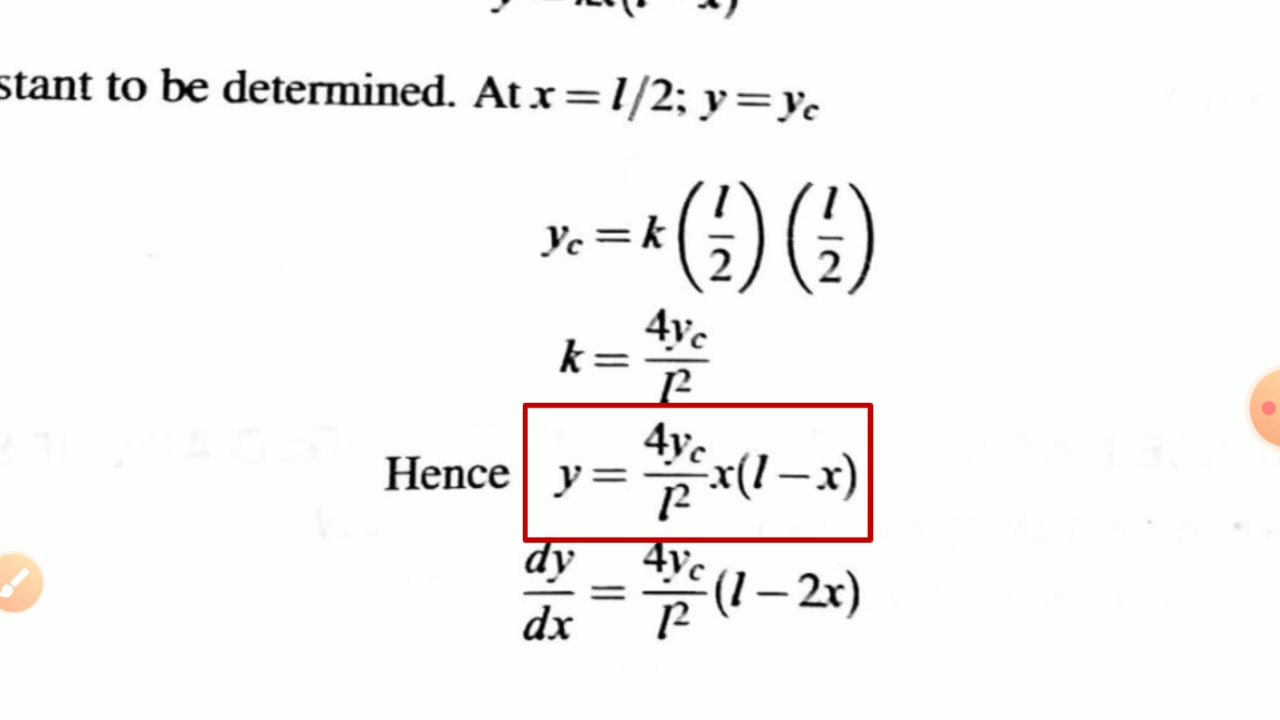 stant to be determined. At x = l/2; y = y_c
y_c = k (l/2) (l/2)
k = 4y_c/l²
Hence y = 4y_c/l² x(l − x)
dy/dx = 4y_c/l² (l − 2x)